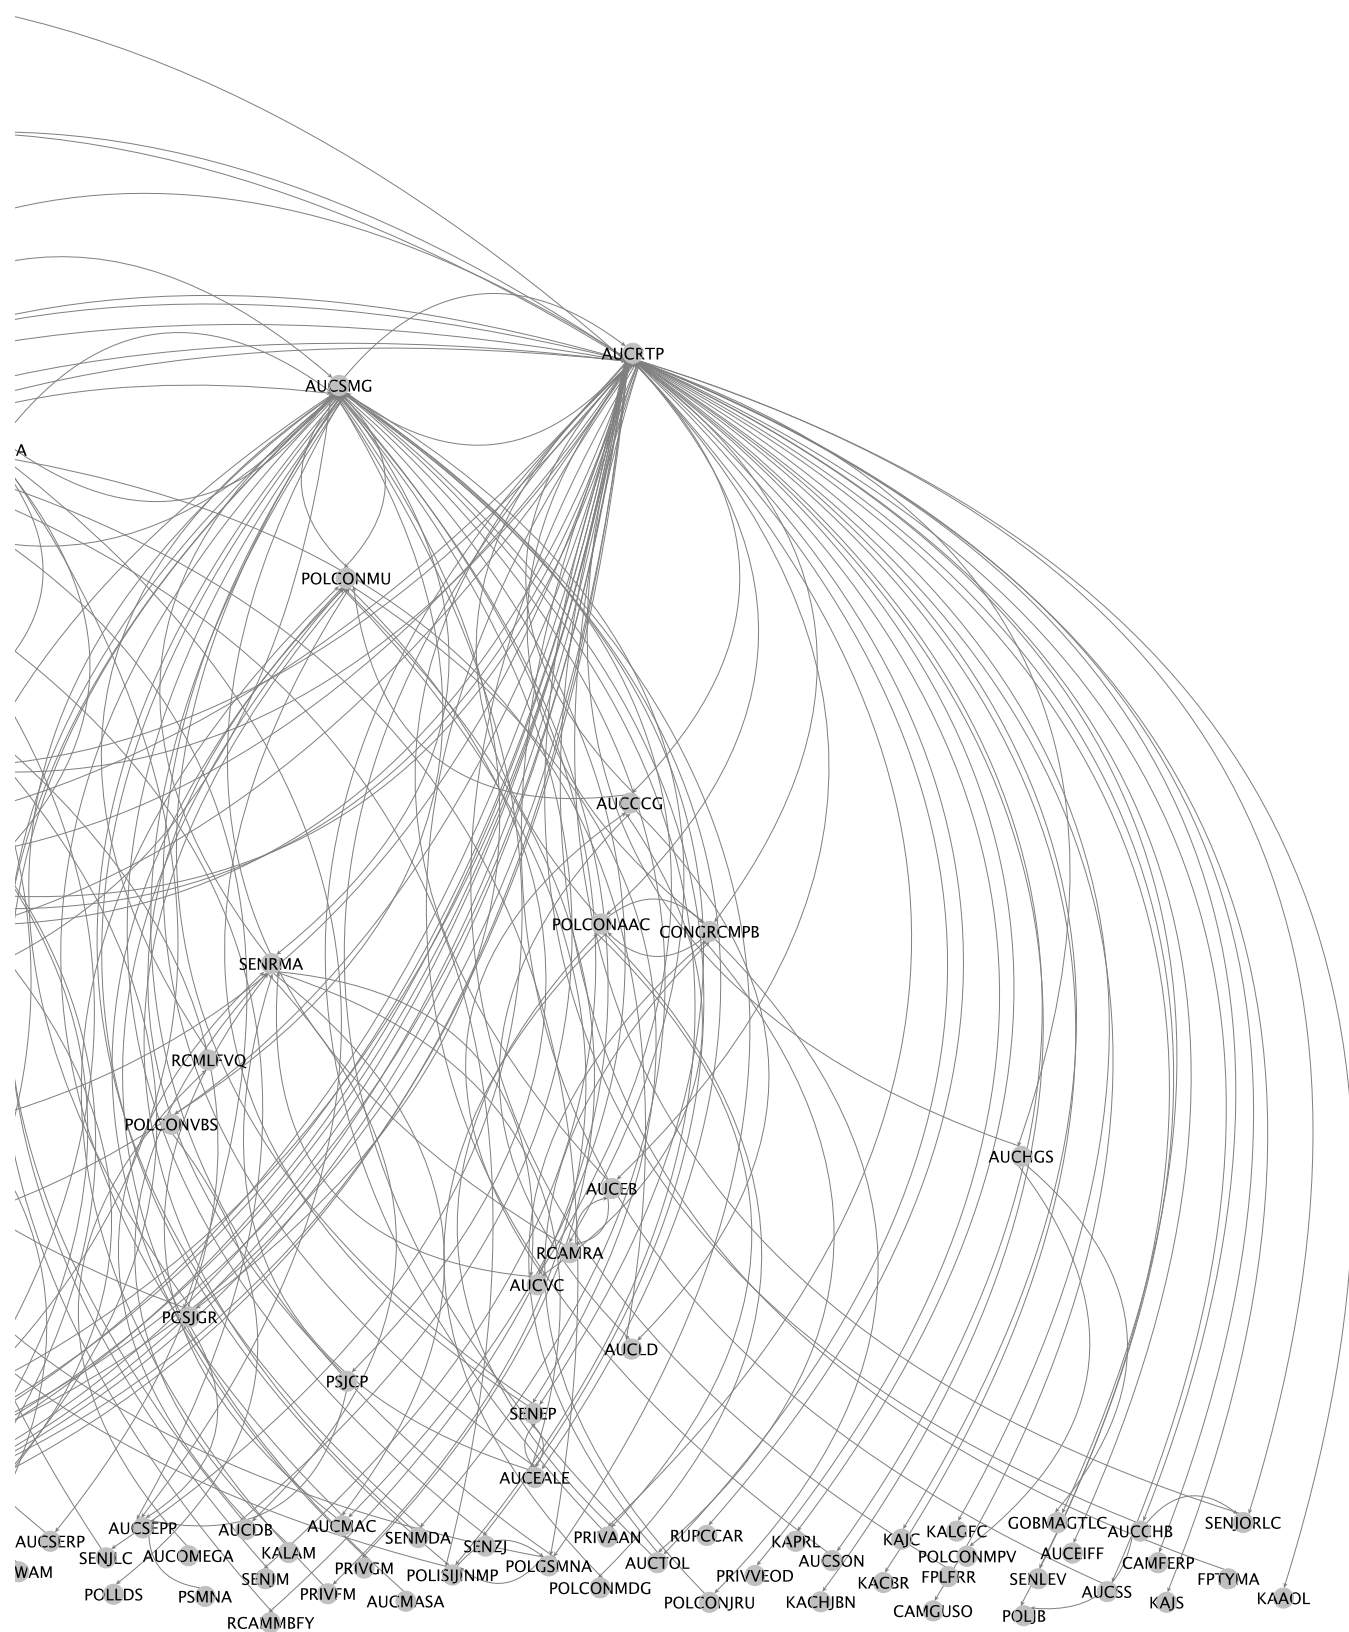 AUCRTP
AUCSMG
A
POLCONMU
AUCCCG
POLCONAAC
CONGRCMPB
SENRMA
RCMLFVQ
POLCONVBS
AUCHGS
AUCEB
RCAMRA
AUCVC
PCSJGR
AUCLD
PSJCP
SENEP
AUCEALE
AUCSERP
AUCSEPP
AUCDB
AUCMAC
SENMDA
SENZJ
PRIVAAN
RUPCCAR
KAPRL
KAJC
KALGFC
GOBMAGTLC
AUCCHB
SENJORLC
SENJLC
AUCOMEGA
KALAM
PRIVGM
POLISIJINMP
POLGSMNA
AUCTOL
AUCSON
POLCONMPV
AUCEIFF
CAMFERP
WAM
SENJM
PRIVVEOD
KACBR
FPLFRR
SENLEV
FPTYMA
POLLDS
PSMNA
PRIVFM
AUCMASA
POLCONMDG
POLCONJRU
KACHJBN
CAMGUSO
AUCSS
KAJS
KAAOL
RCAMMBFY
POLJB